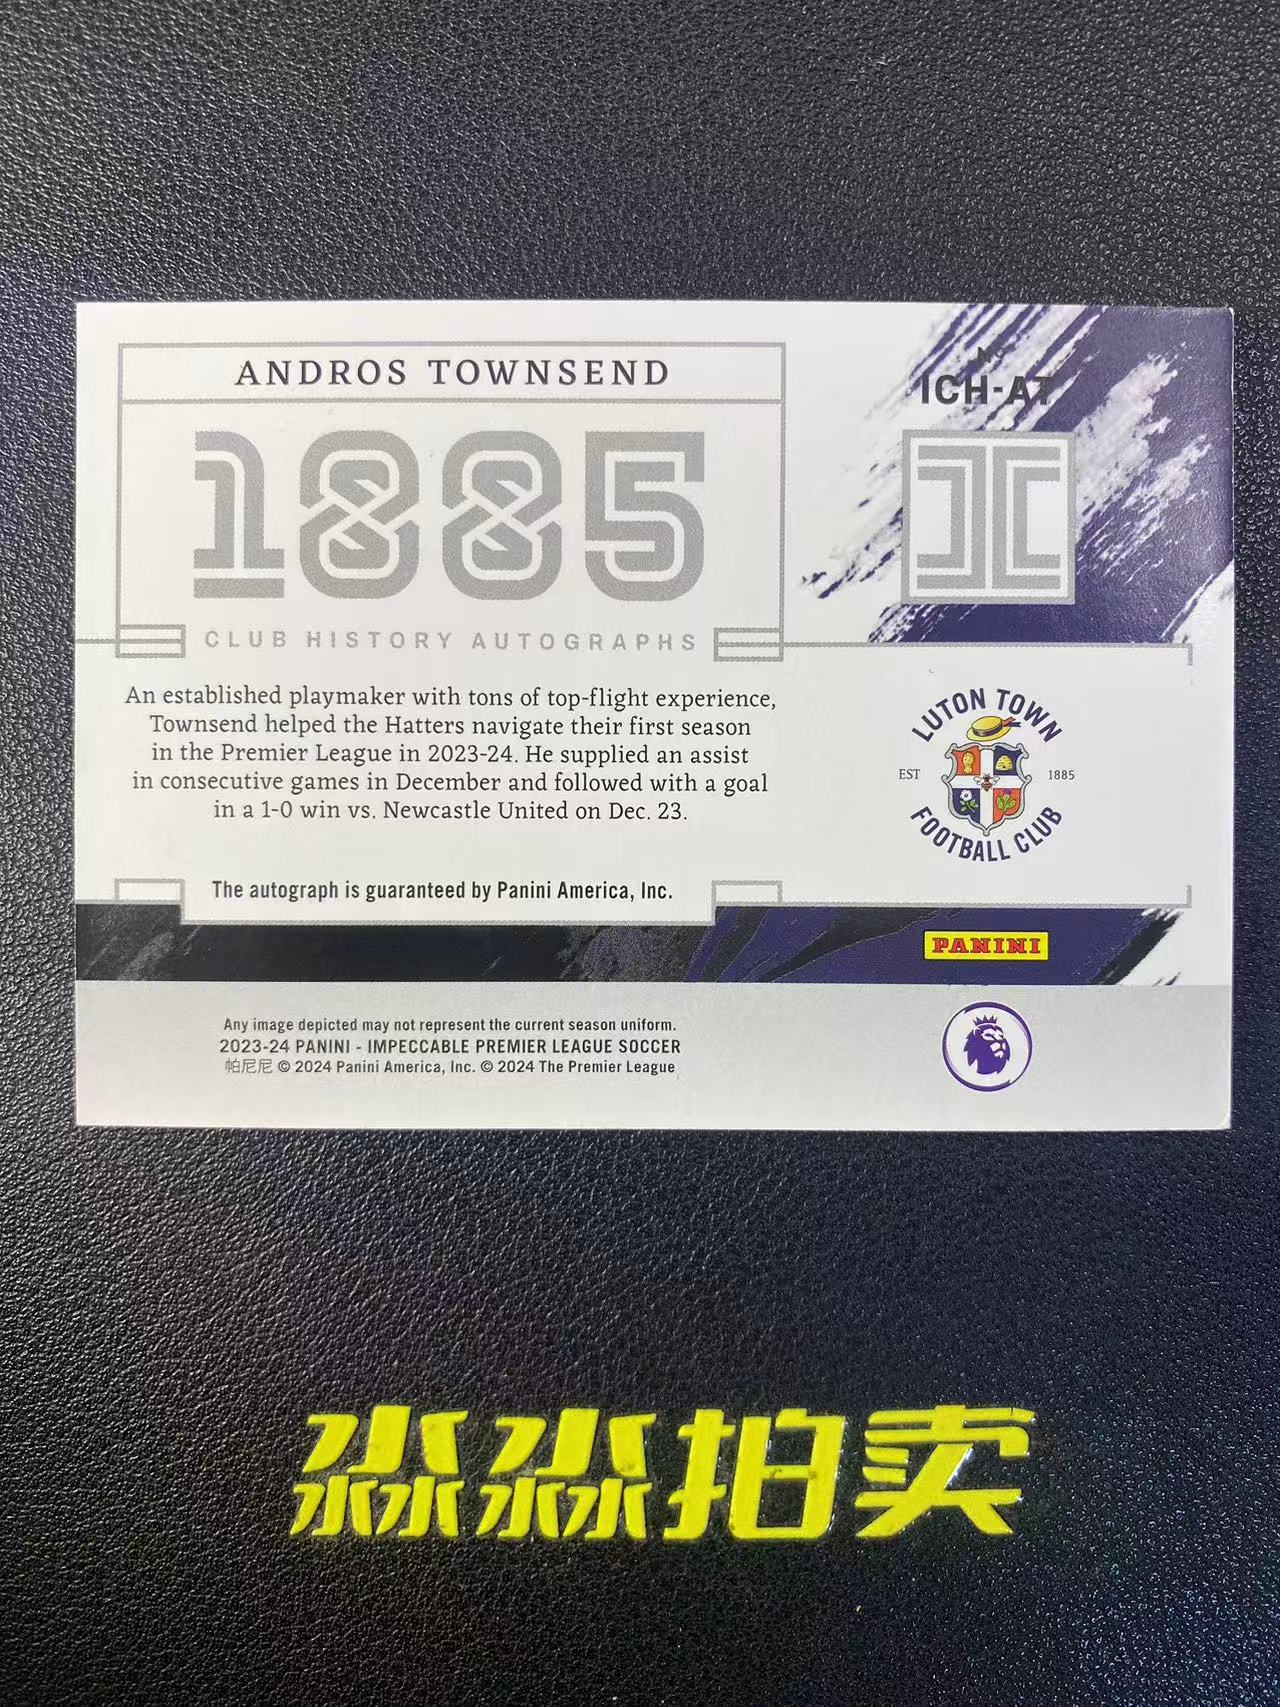 ANDROS TOWNSEND
No.
ICH-AT
1885
CLUB HISTORY AUTOGRAPHS
An established playmaker with tons of top-flight experience,
Townsend helped the Hatters navigate their first season
in the Premier League in 2023-24. He supplied an assist
in consecutive games in December and followed with a goal
in a 1-0 win vs. Newcastle United on Dec. 23.
LUTON TOWN
EST 1885
FOOTBALL CLUB
The autograph is guaranteed by Panini America, Inc.
PANINI
Any image depicted may not represent the current season uniform.
2023-24 PANINI - IMPECCABLE PREMIER LEAGUE SOCCER
帕尼尼 © 2024 Panini America, Inc. © 2024 The Premier League
淼淼拍卖